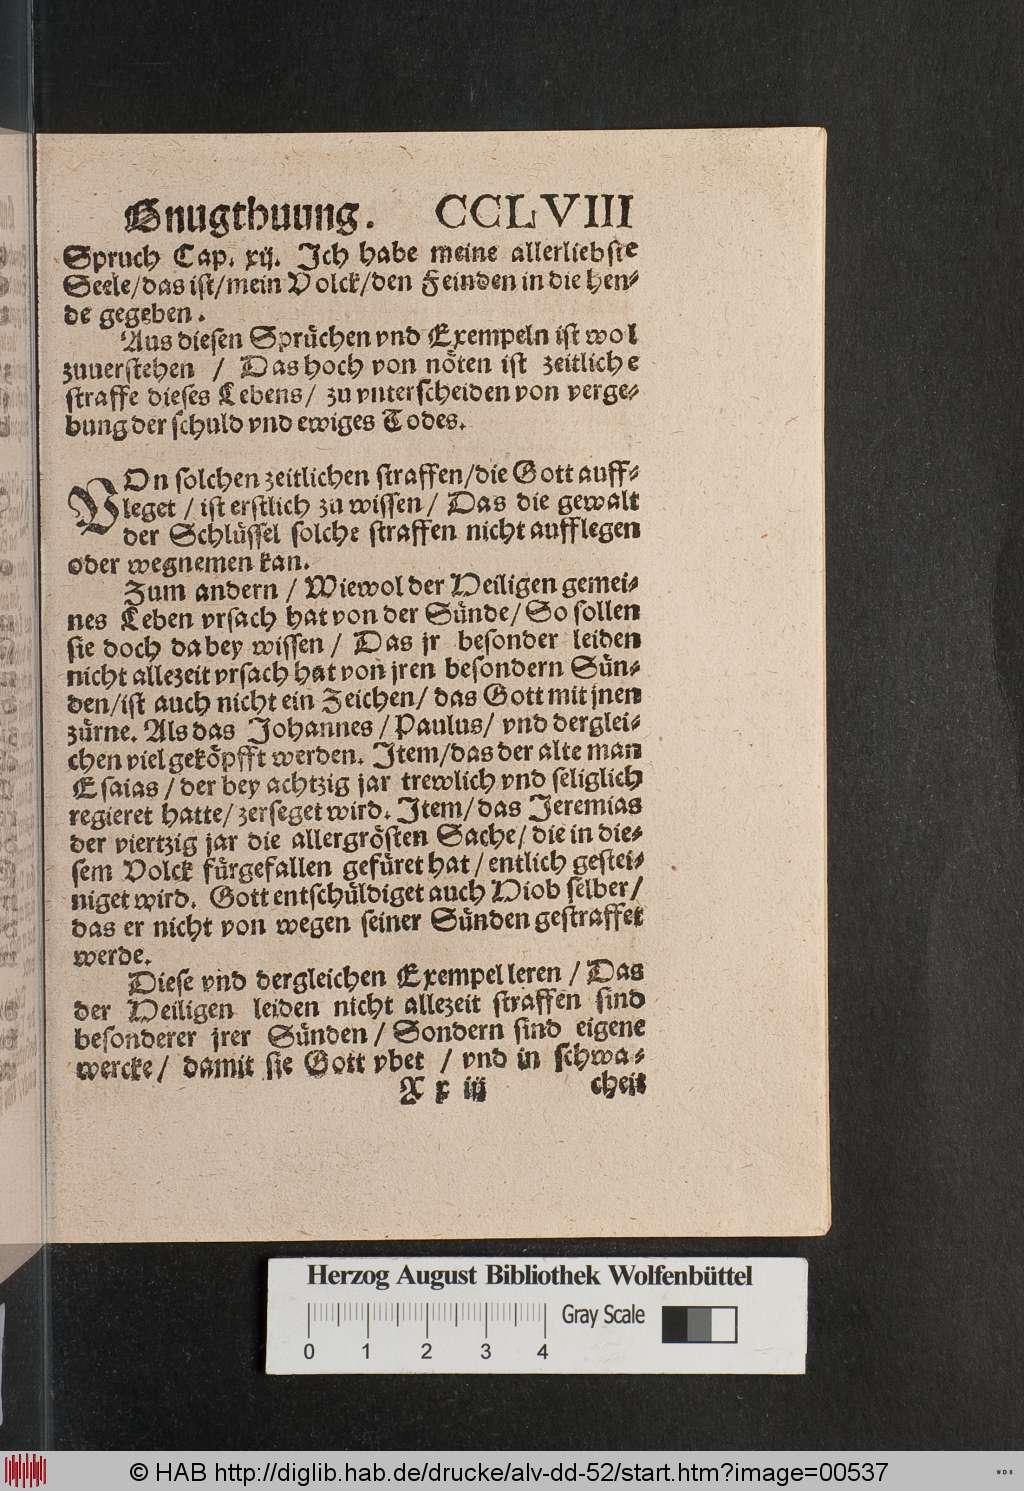 Gnugthuung. CCLVIII
Spruch Cap. xij. Ich habe meine allerliebste
Seele/das ist/mein Volck/den Feinden in die hen-
de gegeben.
Aus diesen Sprüchen vnd Exempeln ist wol
zuuerstehen / Das hoch von nöten ist zeitliche
straffe dieses Lebens/ zu vnterscheiden von verge-
bung der schuld vnd ewiges Todes.
VOn solchen zeitlichen straffen/die Gott auff-
leget / ist erstlich zu wissen/ Das die gewalt
der Schlüssel solche straffen nicht aufflegen
oder wegnemen kan.
Zum andern / Wiewol der Heiligen gemei-
nes Leben vrsach hat von der Sünde/ So sollen
sie doch dabey wissen / Das jr besonder leiden
nicht allezeit vrsach hat von jren besondern Sün-
den/ist auch nicht ein Zeichen/ das Gott mit jnen
zürne. Als das Johannes / Paulus/ vnd derglei-
chen viel geköpfft werden. Item/das der alte man
Esaias / der bey achtzig jar trewlich vnd seliglich
regieret hatte/ zerseget wird. Item/ das Jeremias
der viertzig jar die allergrösten Sache/ die in die-
sem Volck fürgefallen gefüret hat / entlich gestei-
niget wird. Gott entschüldiget auch Hiob selber/
das er nicht von wegen seiner Sünden gestraffet
werde.
Diese vnd dergleichen Exempel leren / Das
der Heiligen leiden nicht allezeit straffen sind
besonderer jrer Sünden / Sondern sind eigene
wercke/ damit sie Gott vbet / vnd in schwa-
X x iij cheit
Herzog August Bibliothek Wolfenbüttel
Gray Scale
0 1 2 3 4
© HAB http://diglib.hab.de/drucke/alv-dd-52/start.htm?image=00537